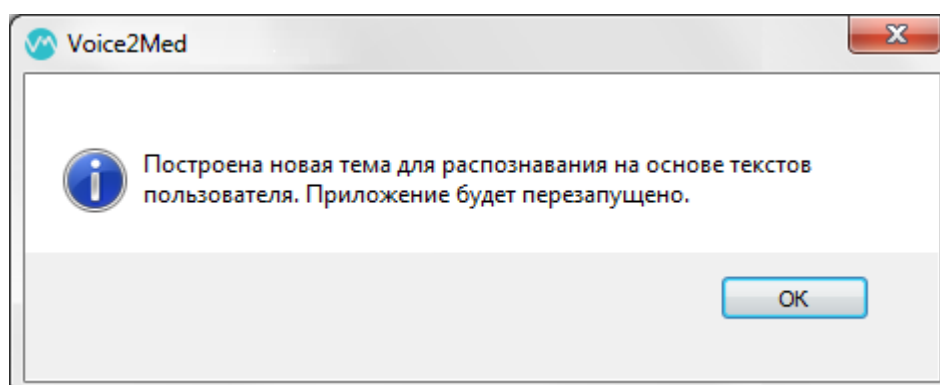 Voice2Med
Построена новая тема для распознавания на основе текстов
пользователя. Приложение будет перезапущено.
OK